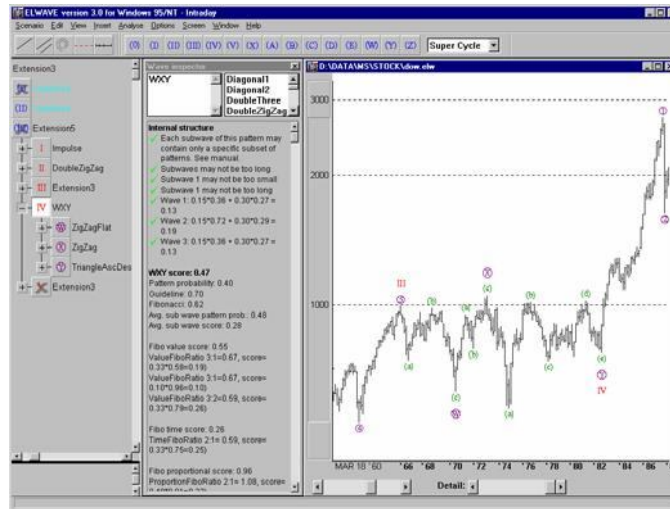 ELWAVE version 3.0 for Windows 95/NT - Intraday
Scenario Edit View Insert Analyse Options Screen Window Help
(0) (I) (II) (III) (IV) (V) (X) (A) (B) (C) (D) (E) (W) (Y) (Z) Super Cycle
Extension3
(II)
Extension5
I Impulse
II DoubleZigZag
III Extension3
IV WXY
W ZigZagFlat
X ZigZag
Y TriangleAscDes
Extension3
Wave inspector
WXY
Diagonal1
Diagonal2
DoubleThree
DoubleZigZag
Internal structure
Each subwave of this pattern may
contain only a specific subset of
patterns. See manual.
Subwaves may not be too long
Subwave 1 may not be too small
Subwave 1 may not be too long
Wave 1: 0.15*0.36 + 0.30*0.27 =
0.13
Wave 2: 0.15*0.72 + 0.30*0.29 =
0.19
Wave 3: 0.15*0.36 + 0.30*0.27 =
0.13
WXY score: 0.47
Pattern probability: 0.40
Guideline: 0.70
Fibonacci: 0.62
Avg. sub wave pattern prob.: 0.48
Avg. sub wave score: 0.28
Fibo value score: 0.55
ValueFiboRatio 3:1=0.67, score=
0.33*0.58=0.19)
ValueFiboRatio 3:1=0.67, score=
0.10*0.96=0.10)
ValueFiboRatio 3:2=0.59, score=
0.33*0.79=0.26)
Fibo time score: 0.26
TimeFiboRatio 2:1= 0.59, score=
0.33*0.75=0.25)
Fibo proportional score: 0.96
ProportionFiboRatio 2:1= 1.08, score=
D:\DATA\MS\STOCK\dow.elw
3000
1
2000
2
1000
III
3
(b)
(a)
X
(c)
(b)
(d)
(a)
(b)
(c)
(e)
(c)
W
Y
4
(a)
IV
MAR 18 '60 '66 '68 '70 '72 '74 '76 '78 '80 '82 '84 '86
Detail: